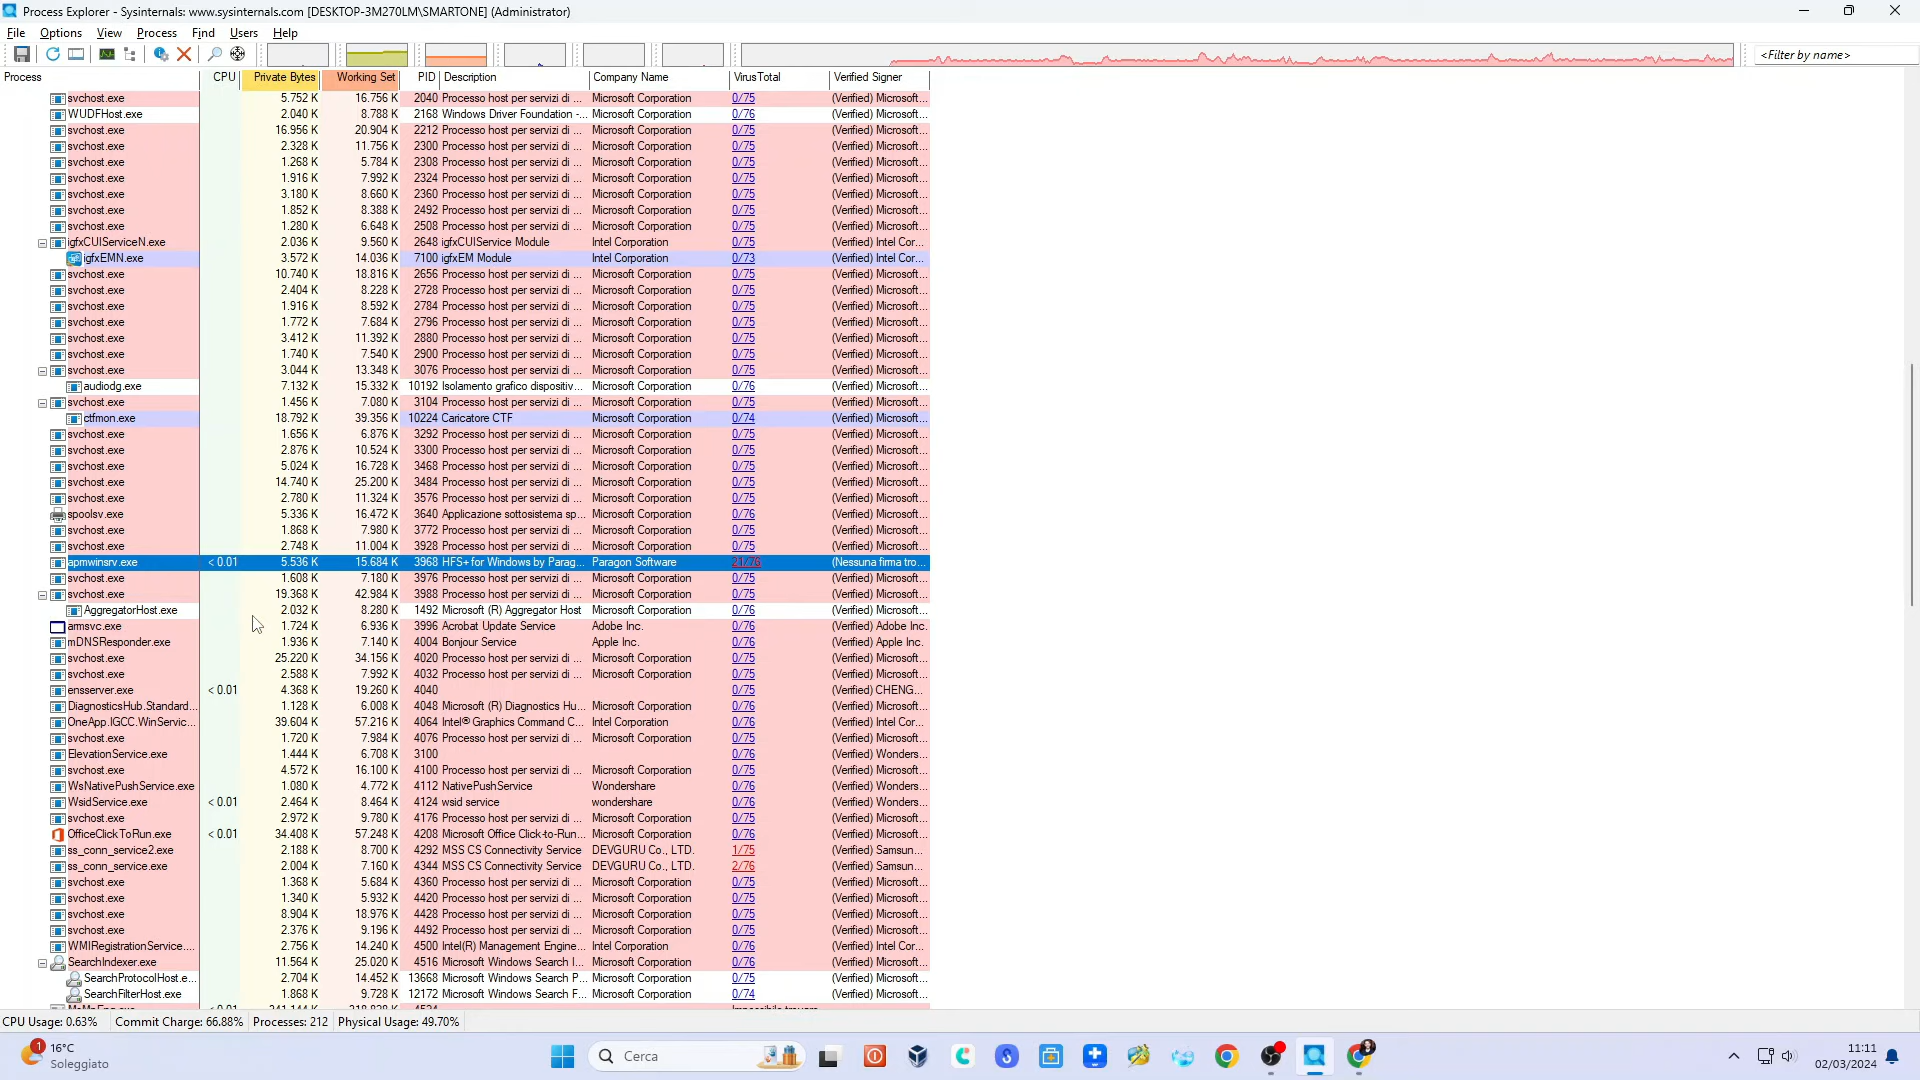 Process Explorer - Sysinternals: www.sysinternals.com [DESKTOP-3M270LM\SMARTONE] (Administrator)
File Options View Process Find Users Help
<Filter by name>
Process CPU Private Bytes Working Set PID Description Company Name VirusTotal Verified Signer
svchost.exe 5.752 K 16.756 K 2040 Processo host per servizi di ... Microsoft Corporation 0/75 (Verified) Microsoft...
WUDFHost.exe 2.040 K 8.788 K 2168 Windows Driver Foundation -... Microsoft Corporation 0/76 (Verified) Microsoft...
svchost.exe 16.956 K 20.904 K 2212 Processo host per servizi di ... Microsoft Corporation 0/75 (Verified) Microsoft...
svchost.exe 2.328 K 11.756 K 2300 Processo host per servizi di ... Microsoft Corporation 0/75 (Verified) Microsoft...
svchost.exe 1.268 K 5.784 K 2308 Processo host per servizi di ... Microsoft Corporation 0/75 (Verified) Microsoft...
svchost.exe 1.916 K 7.992 K 2324 Processo host per servizi di ... Microsoft Corporation 0/75 (Verified) Microsoft...
svchost.exe 3.180 K 8.660 K 2360 Processo host per servizi di ... Microsoft Corporation 0/75 (Verified) Microsoft...
svchost.exe 1.852 K 8.388 K 2492 Processo host per servizi di ... Microsoft Corporation 0/75 (Verified) Microsoft...
svchost.exe 1.280 K 6.648 K 2508 Processo host per servizi di ... Microsoft Corporation 0/75 (Verified) Microsoft...
igfxCUIServiceN.exe 2.036 K 9.560 K 2648 igfxCUIService Module Intel Corporation 0/75 (Verified) Intel Cor...
igfxEMN.exe 3.572 K 14.036 K 7100 igfxEM Module Intel Corporation 0/73 (Verified) Intel Cor...
svchost.exe 10.740 K 18.816 K 2656 Processo host per servizi di ... Microsoft Corporation 0/75 (Verified) Microsoft...
svchost.exe 2.404 K 8.228 K 2728 Processo host per servizi di ... Microsoft Corporation 0/75 (Verified) Microsoft...
svchost.exe 1.916 K 8.592 K 2784 Processo host per servizi di ... Microsoft Corporation 0/75 (Verified) Microsoft...
svchost.exe 1.772 K 7.684 K 2796 Processo host per servizi di ... Microsoft Corporation 0/75 (Verified) Microsoft...
svchost.exe 3.412 K 11.392 K 2880 Processo host per servizi di ... Microsoft Corporation 0/75 (Verified) Microsoft...
svchost.exe 1.740 K 7.540 K 2900 Processo host per servizi di ... Microsoft Corporation 0/75 (Verified) Microsoft...
svchost.exe 3.044 K 13.348 K 3076 Processo host per servizi di ... Microsoft Corporation 0/75 (Verified) Microsoft...
audiodg.exe 7.132 K 15.332 K 10192 Isolamento grafico dispositiv... Microsoft Corporation 0/76 (Verified) Microsoft...
svchost.exe 1.456 K 7.080 K 3104 Processo host per servizi di ... Microsoft Corporation 0/75 (Verified) Microsoft...
ctfmon.exe 18.792 K 39.356 K 10224 Caricatore CTF Microsoft Corporation 0/74 (Verified) Microsoft...
svchost.exe 1.656 K 6.876 K 3292 Processo host per servizi di ... Microsoft Corporation 0/75 (Verified) Microsoft...
svchost.exe 2.876 K 10.524 K 3300 Processo host per servizi di ... Microsoft Corporation 0/75 (Verified) Microsoft...
svchost.exe 5.024 K 16.728 K 3468 Processo host per servizi di ... Microsoft Corporation 0/75 (Verified) Microsoft...
svchost.exe 14.740 K 25.200 K 3484 Processo host per servizi di ... Microsoft Corporation 0/75 (Verified) Microsoft...
svchost.exe 2.780 K 11.324 K 3576 Processo host per servizi di ... Microsoft Corporation 0/75 (Verified) Microsoft...
spoolsv.exe 5.336 K 16.472 K 3640 Applicazione sottosistema sp... Microsoft Corporation 0/76 (Verified) Microsoft...
svchost.exe 1.868 K 7.980 K 3772 Processo host per servizi di ... Microsoft Corporation 0/75 (Verified) Microsoft...
svchost.exe 2.748 K 11.004 K 3928 Processo host per servizi di ... Microsoft Corporation 0/75 (Verified) Microsoft...
apmwinsrv.exe < 0.01 5.536 K 15.684 K 3968 HFS+ for Windows by Parag... Paragon Software 21/76 (Nessuna firma tro...
svchost.exe 1.608 K 7.180 K 3976 Processo host per servizi di ... Microsoft Corporation 0/75 (Verified) Microsoft...
svchost.exe 19.368 K 42.984 K 3988 Processo host per servizi di ... Microsoft Corporation 0/75 (Verified) Microsoft...
AggregatorHost.exe 2.032 K 8.280 K 1492 Microsoft (R) Aggregator Host Microsoft Corporation 0/76 (Verified) Microsoft...
armsvc.exe 1.724 K 6.936 K 3996 Acrobat Update Service Adobe Inc. 0/76 (Verified) Adobe Inc.
mDNSResponder.exe 1.936 K 7.140 K 4004 Bonjour Service Apple Inc. 0/76 (Verified) Apple Inc.
svchost.exe 25.220 K 34.156 K 4020 Processo host per servizi di ... Microsoft Corporation 0/75 (Verified) Microsoft...
svchost.exe 2.588 K 7.992 K 4032 Processo host per servizi di ... Microsoft Corporation 0/75 (Verified) Microsoft...
ensserver.exe < 0.01 4.368 K 19.260 K 4040 0/75 (Verified) CHENG...
DiagnosticsHub.Standard... 1.128 K 6.008 K 4048 Microsoft (R) Diagnostics Hu... Microsoft Corporation 0/76 (Verified) Microsoft...
OneApp.IGCC.WinServic... 39.604 K 57.216 K 4064 Intel® Graphics Command C... Intel Corporation 0/76 (Verified) Intel Cor...
svchost.exe 1.720 K 7.984 K 4076 Processo host per servizi di ... Microsoft Corporation 0/75 (Verified) Microsoft...
ElevationService.exe 1.444 K 6.708 K 3100 0/76 (Verified) Wonders...
svchost.exe 4.572 K 16.100 K 4100 Processo host per servizi di ... Microsoft Corporation 0/75 (Verified) Microsoft...
WsNativePushService.exe 1.080 K 4.772 K 4112 NativePushService Wondershare 0/76 (Verified) Wonders...
WsidService.exe < 0.01 2.464 K 8.464 K 4124 wsid service wondershare 0/76 (Verified) Wonders...
svchost.exe 2.972 K 9.780 K 4176 Processo host per servizi di ... Microsoft Corporation 0/75 (Verified) Microsoft...
OfficeClickToRun.exe < 0.01 34.408 K 57.248 K 4208 Microsoft Office Click-to-Run... Microsoft Corporation 0/76 (Verified) Microsoft...
ss_conn_service2.exe 2.188 K 8.700 K 4292 MSS CS Connectivity Service DEVGURU Co., LTD. 1/75 (Verified) Samsun...
ss_conn_service.exe 2.004 K 7.160 K 4344 MSS CS Connectivity Service DEVGURU Co., LTD. 2/76 (Verified) Samsun...
svchost.exe 1.368 K 5.684 K 4360 Processo host per servizi di ... Microsoft Corporation 0/75 (Verified) Microsoft...
svchost.exe 1.340 K 5.932 K 4420 Processo host per servizi di ... Microsoft Corporation 0/75 (Verified) Microsoft...
svchost.exe 8.904 K 18.976 K 4428 Processo host per servizi di ... Microsoft Corporation 0/75 (Verified) Microsoft...
svchost.exe 2.376 K 9.196 K 4492 Processo host per servizi di ... Microsoft Corporation 0/75 (Verified) Microsoft...
WMIRegistrationService.... 2.756 K 14.240 K 4500 Intel(R) Management Engine... Intel Corporation 0/76 (Verified) Intel Cor...
SearchIndexer.exe 11.564 K 25.020 K 4516 Microsoft Windows Search I... Microsoft Corporation 0/76 (Verified) Microsoft...
SearchProtocolHost.e... 2.704 K 14.452 K 13668 Microsoft Windows Search P... Microsoft Corporation 0/75 (Verified) Microsoft...
SearchFilterHost.exe 1.868 K 9.728 K 12172 Microsoft Windows Search F... Microsoft Corporation 0/74 (Verified) Microsoft...
CPU Usage: 0.63% Commit Charge: 66.88% Processes: 212 Physical Usage: 49.70%
1 16°C
Soleggiato
Cerca
11:11
02/03/2024